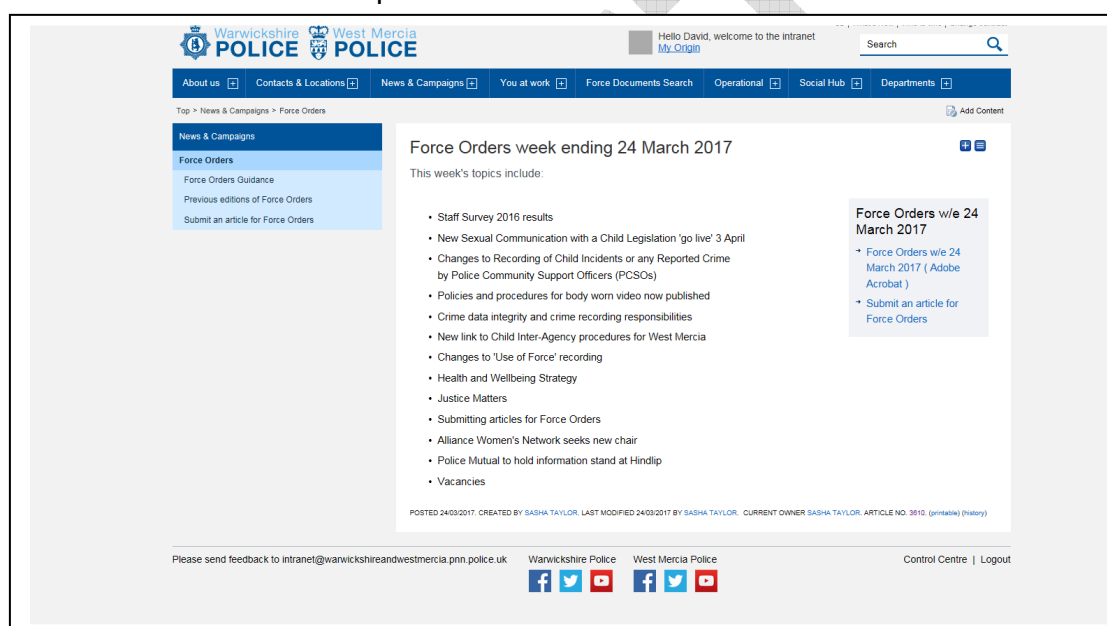 Warwickshire POLICE
West Mercia POLICE
Hello David, welcome to the intranet
My Origin
Search
About us
Contacts & Locations
News & Campaigns
You at work
Force Documents Search
Operational
Social Hub
Departments
Top > News & Campaigns > Force Orders
Add Content
News & Campaigns
Force Orders
Force Orders Guidance
Previous editions of Force Orders
Submit an article for Force Orders
Force Orders week ending 24 March 2017
This week's topics include:
• Staff Survey 2016 results
• New Sexual Communication with a Child Legislation 'go live' 3 April
• Changes to Recording of Child Incidents or any Reported Crime
by Police Community Support Officers (PCSOs)
• Policies and procedures for body worn video now published
• Crime data integrity and crime recording responsibilities
• New link to Child Inter-Agency procedures for West Mercia
• Changes to 'Use of Force' recording
• Health and Wellbeing Strategy
• Justice Matters
• Submitting articles for Force Orders
• Alliance Women's Network seeks new chair
• Police Mutual to hold information stand at Hindlip
• Vacancies
Force Orders w/e 24
March 2017
Force Orders w/e 24
March 2017 ( Adobe
Acrobat )
Submit an article for
Force Orders
POSTED 24/03/2017. CREATED BY SASHA TAYLOR. LAST MODIFIED 24/03/2017 BY SASHA TAYLOR. CURRENT OWNER SASHA TAYLOR. ARTICLE NO. 3610. (printable) (history)
Please send feedback to intranet@warwickshireandwestmercia.pnn.police.uk
Warwickshire Police
West Mercia Police
Control Centre | Logout